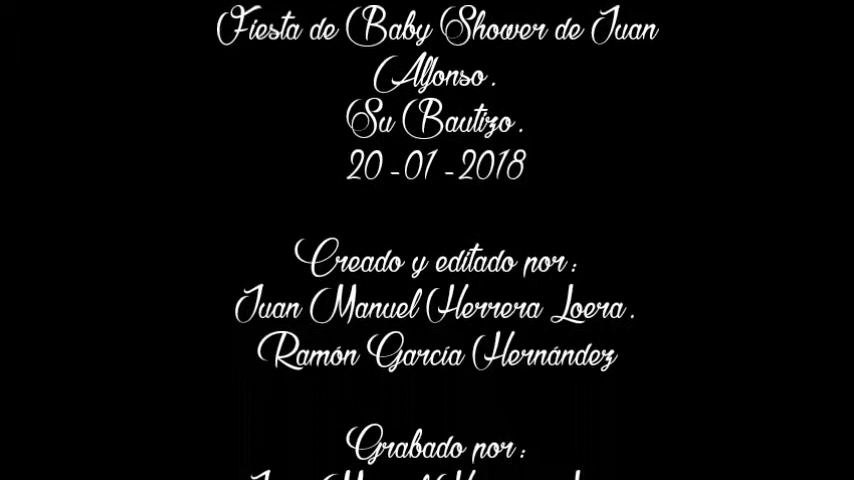 Fiesta de Baby Shower de Juan
Alfonso.
Su Bautizo.
20-01-2018
Creado y editado por:
Juan Manuel Herrera Loera.
Ramón García Hernández
Grabado por: